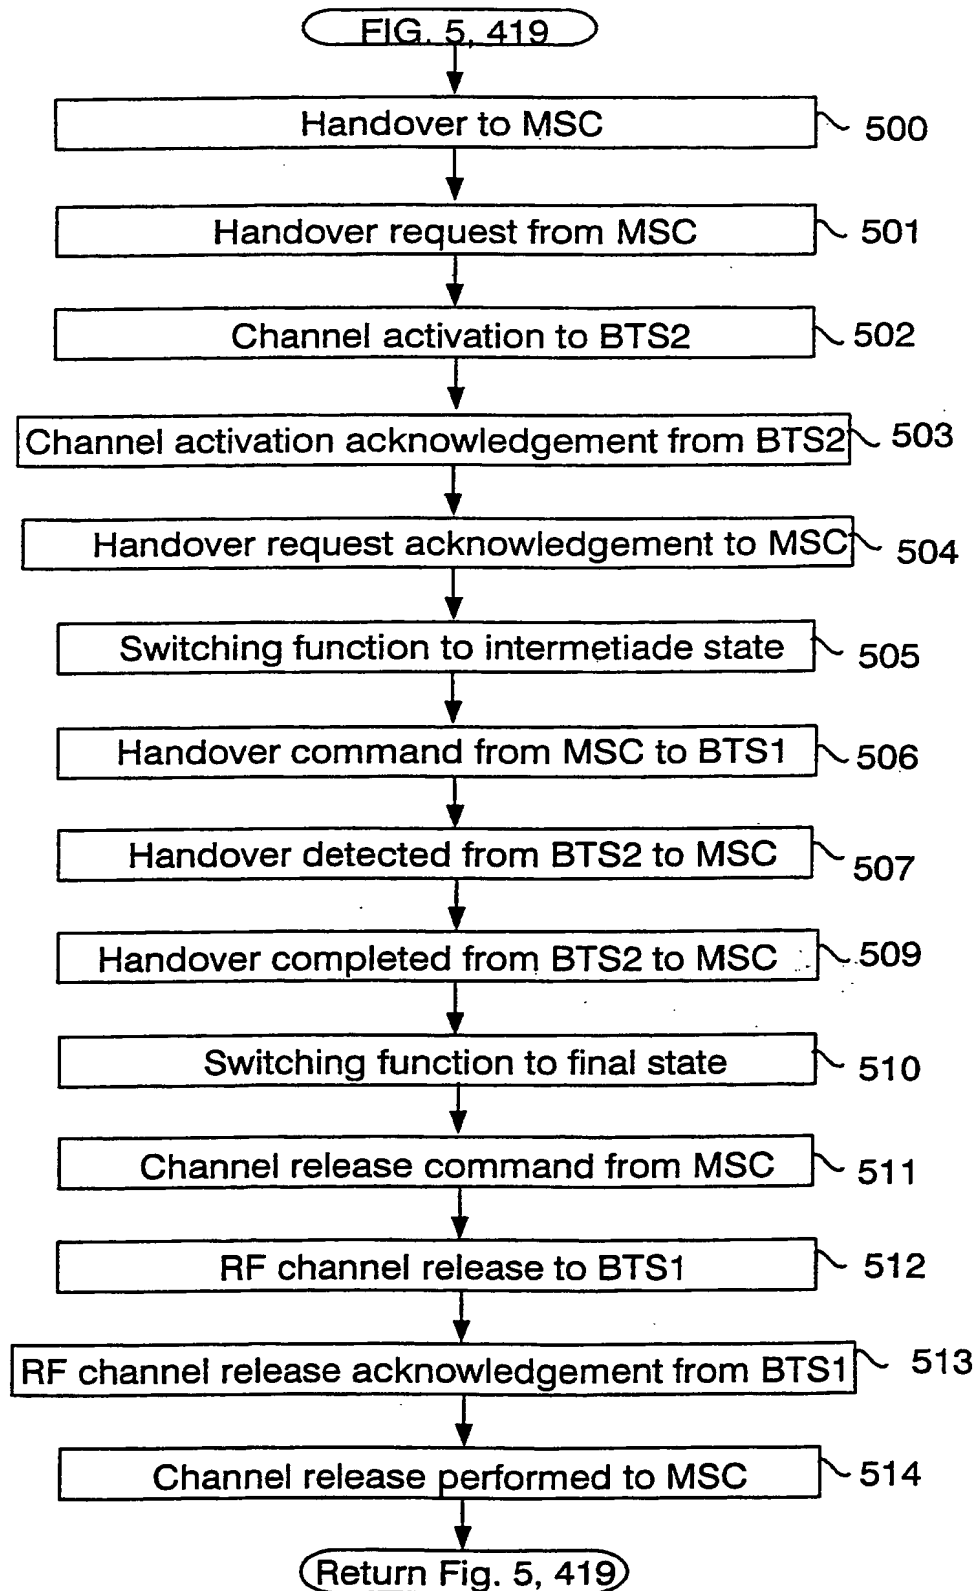 FIG. 5, 419
Handover to MSC 500
Handover request from MSC 501
Channel activation to BTS2 502
Channel activation acknowledgement from BTS2 503
Handover request acknowledgement to MSC 504
Switching function to intermetiade state 505
Handover command from MSC to BTS1 506
Handover detected from BTS2 to MSC 507
Handover completed from BTS2 to MSC 509
Switching function to final state 510
Channel release command from MSC 511
RF channel release to BTS1 512
RF channel release acknowledgement from BTS1 513
Channel release performed to MSC 514
Return Fig. 5, 419